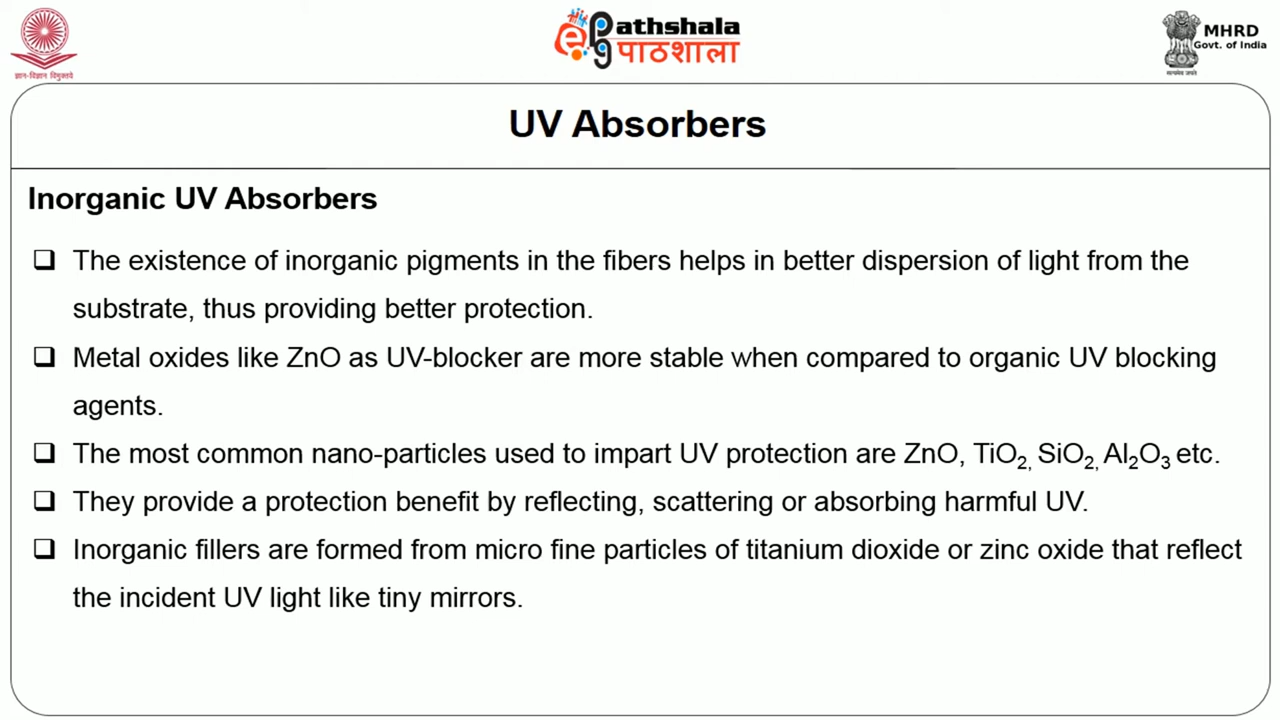 ज्ञान-विज्ञान विमुक्तये
ePathshala
पाठशाला
MHRD
Govt. of India
सत्यमेव जयते
UV Absorbers
Inorganic UV Absorbers
❑ The existence of inorganic pigments in the fibers helps in better dispersion of light from the
substrate, thus providing better protection.
❑ Metal oxides like ZnO as UV-blocker are more stable when compared to organic UV blocking
agents.
❑ The most common nano-particles used to impart UV protection are ZnO, TiO₂, SiO₂, Al₂O₃ etc.
❑ They provide a protection benefit by reflecting, scattering or absorbing harmful UV.
❑ Inorganic fillers are formed from micro fine particles of titanium dioxide or zinc oxide that reflect
the incident UV light like tiny mirrors.